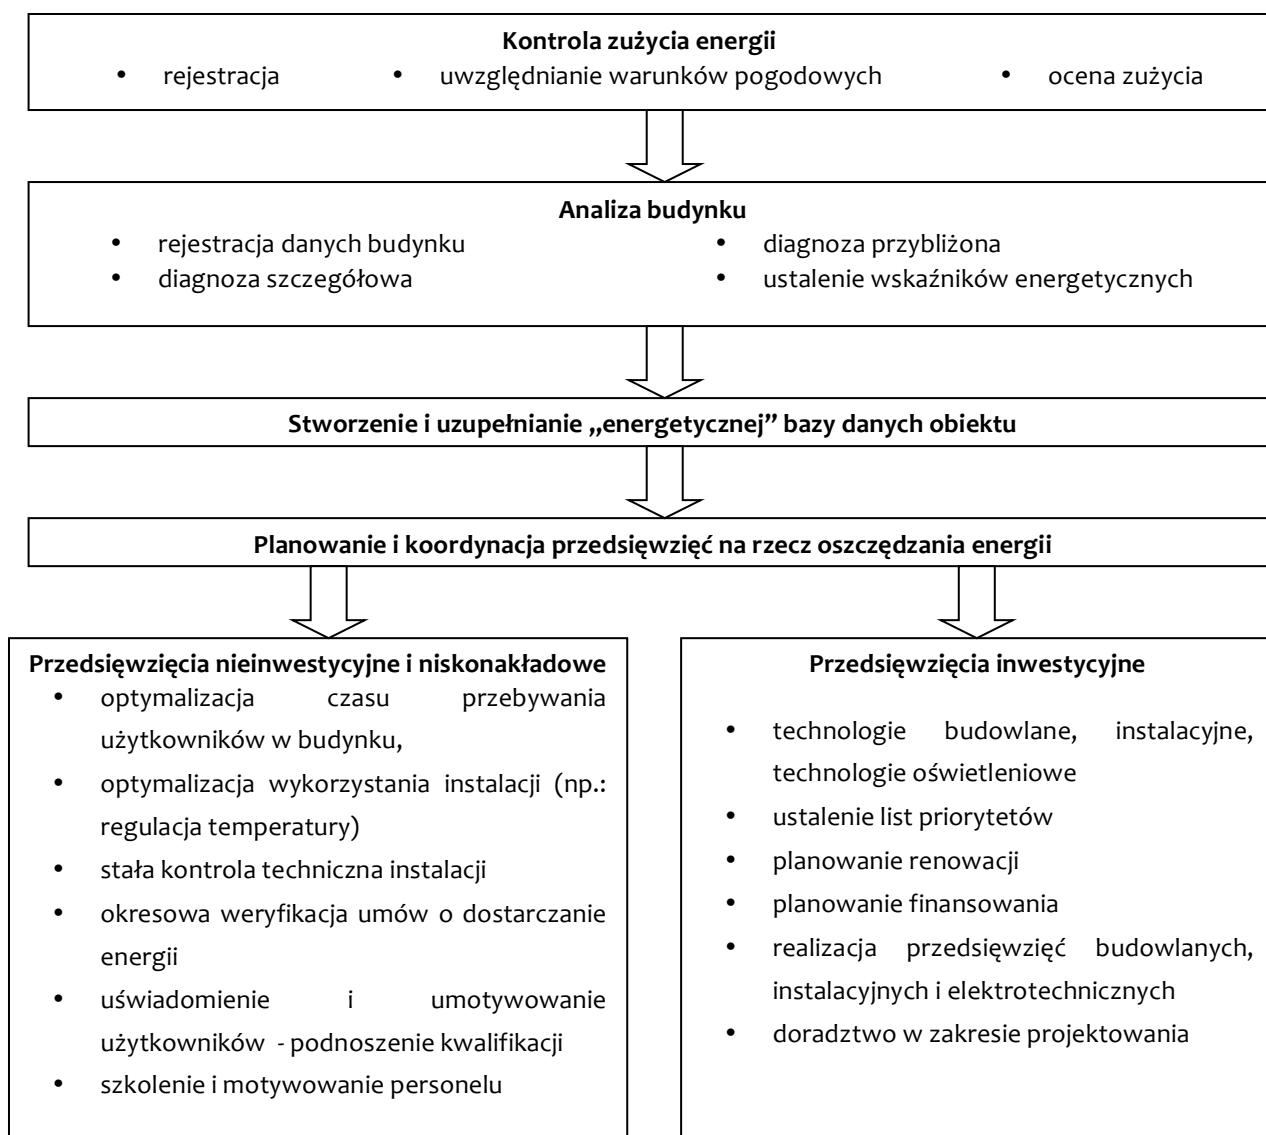 Kontrola zużycia energii
• rejestracja • uwzględnianie warunków pogodowych • ocena zużycia
Analiza budynku
• rejestracja danych budynku • diagnoza przybliżona
• diagnoza szczegółowa • ustalenie wskaźników energetycznych
Stworzenie i uzupełnianie „energetycznej” bazy danych obiektu
Planowanie i koordynacja przedsięwzięć na rzecz oszczędzania energii
Przedsięwzięcia nieinwestycyjne i niskonakładowe
• optymalizacja czasu przebywania
użytkowników w budynku,
• optymalizacja wykorzystania instalacji (np.:
regulacja temperatury)
• stała kontrola techniczna instalacji
• okresowa weryfikacja umów o dostarczanie
energii
• uświadomienie i umotywowanie
użytkowników - podnoszenie kwalifikacji
• szkolenie i motywowanie personelu
Przedsięwzięcia inwestycyjne
• technologie budowlane, instalacyjne,
technologie oświetleniowe
• ustalenie list priorytetów
• planowanie renowacji
• planowanie finansowania
• realizacja przedsięwzięć budowlanych,
instalacyjnych i elektrotechnicznych
• doradztwo w zakresie projektowania